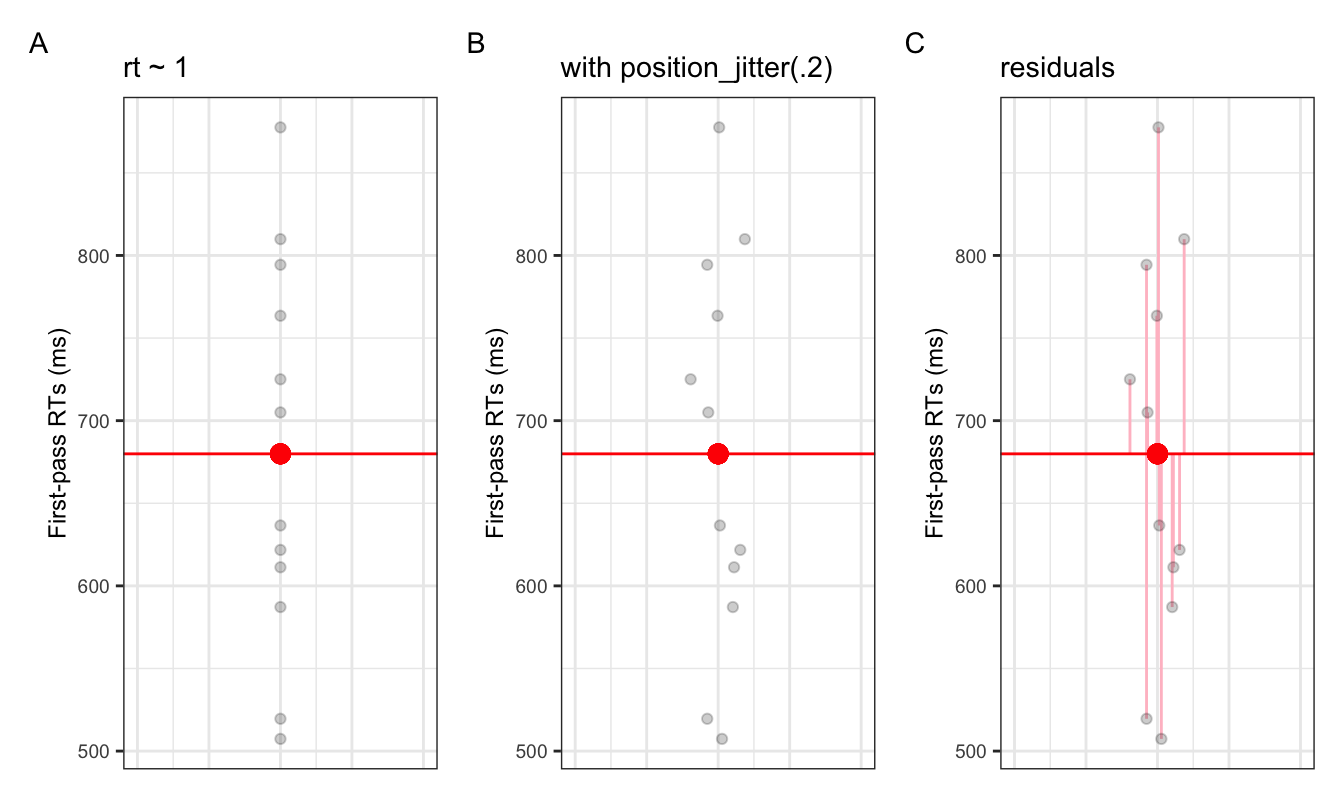 A
rt ~ 1
First-pass RTs (ms)
800
700
600
500
B
with position_jitter(.2)
First-pass RTs (ms)
800
700
600
500
C
residuals
First-pass RTs (ms)
800
700
600
500